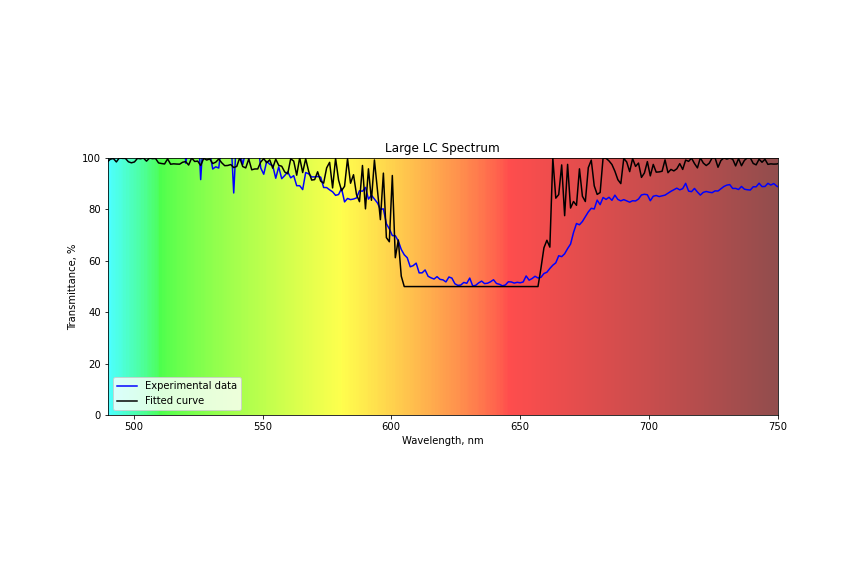 Large LC Spectrum
Transmittance, %
100
80
60
40
20
0
Experimental data
Fitted curve
500 550 600 650 700 750
Wavelength, nm